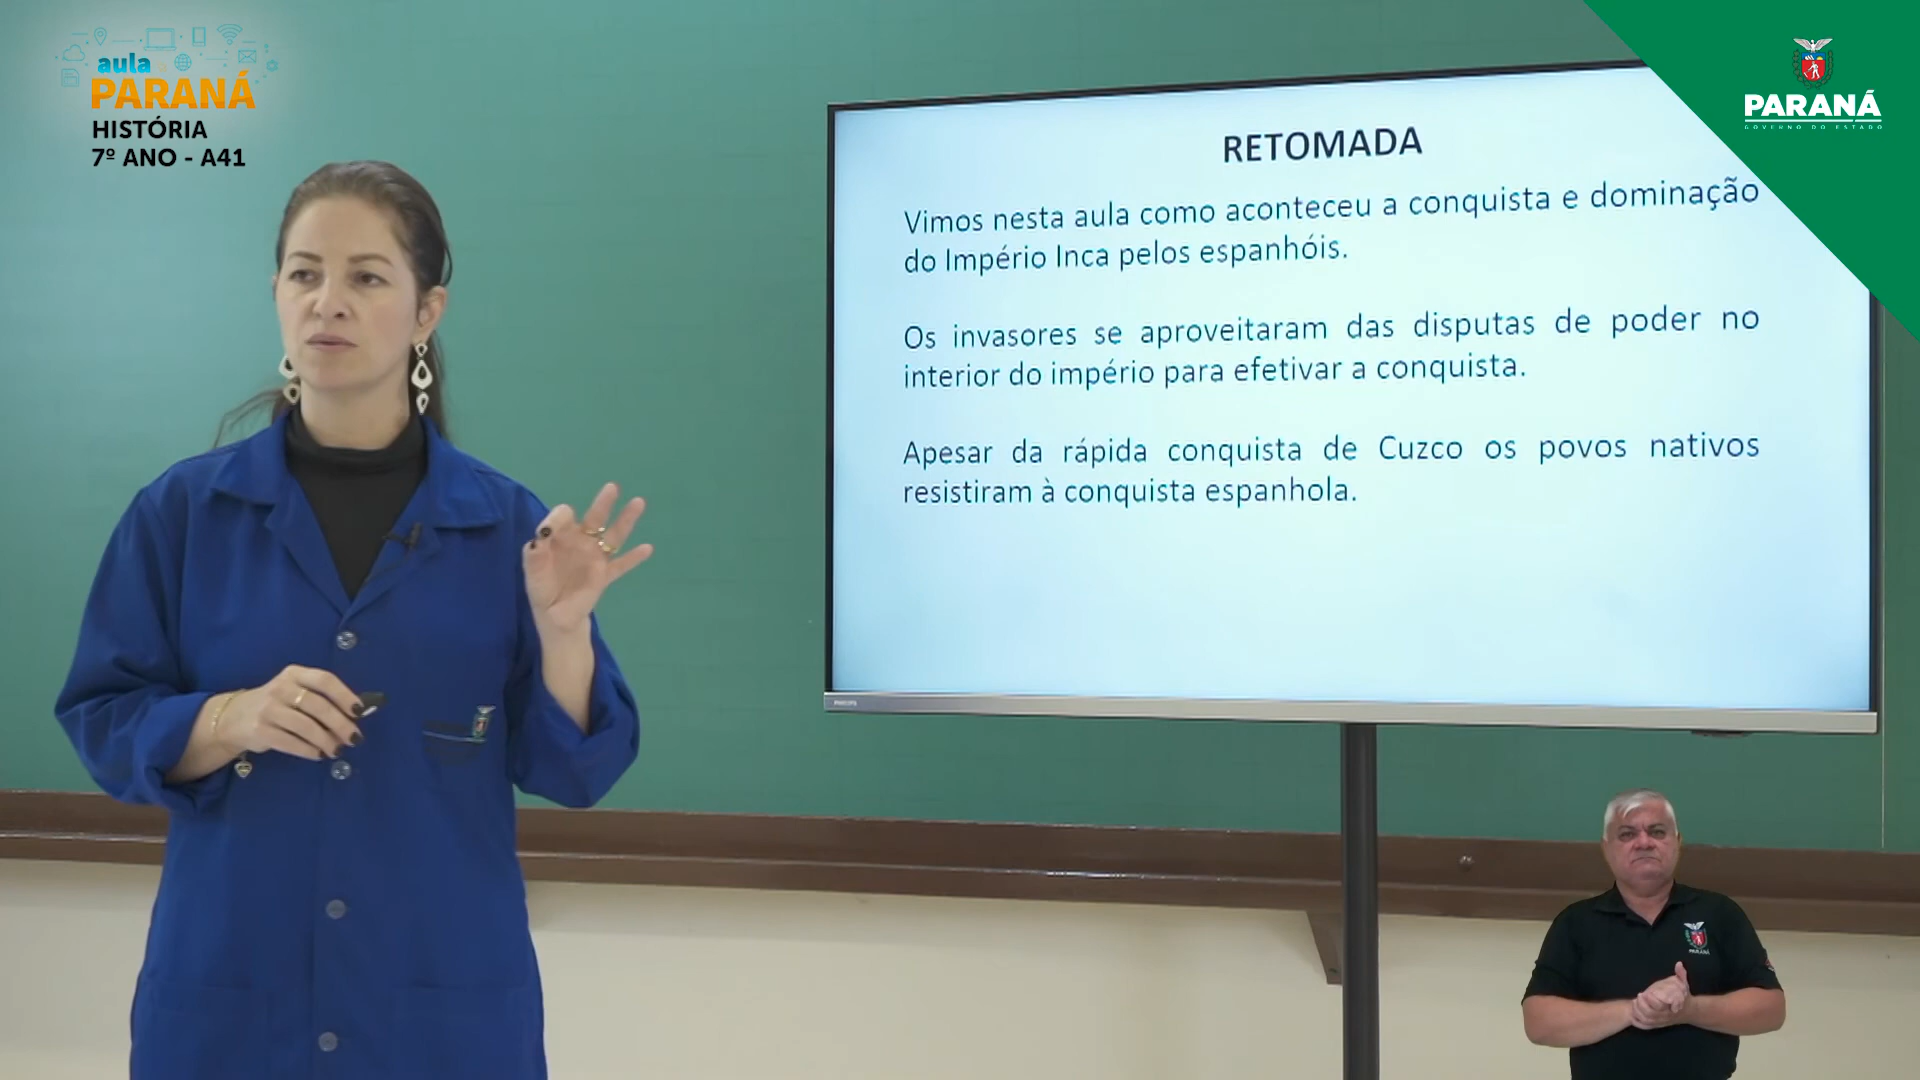 aula
PARANÁ
HISTÓRIA
7º ANO - A41
PARANÁ
GOVERNO DO ESTADO
RETOMADA
Vimos nesta aula como aconteceu a conquista e dominação
do Império Inca pelos espanhóis.
Os invasores se aproveitaram das disputas de poder no
interior do império para efetivar a conquista.
Apesar da rápida conquista de Cuzco os povos nativos
resistiram à conquista espanhola.
PHILIPS
PARANÁ